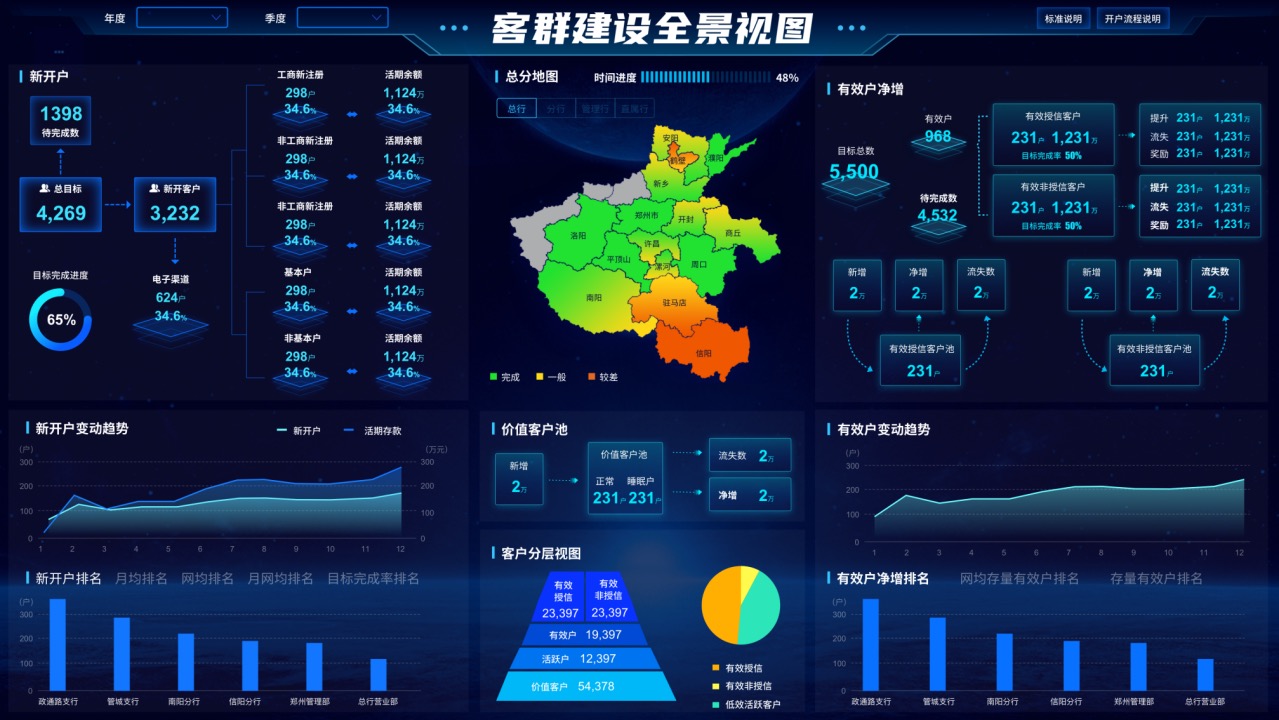 年度
季度
客群建设全景视图
标准说明
开户流程说明
新开户
1398
待完成数
总目标
4,269
新开客户
3,232
目标完成进度
65%
电子渠道
624户
34.6%
工商新注册
298户
34.6%
活期余额
1,124万
34.6%
非工商新注册
298户
34.6%
活期余额
1,124万
34.6%
非工商新注册
298户
34.6%
活期余额
1,124万
34.6%
基本户
298户
34.6%
活期余额
1,124万
34.6%
非基本户
298户
34.6%
活期余额
1,124万
34.6%
总分地图
时间进度
48%
总行
分行
管理行
直属行
安阳
鹤壁
濮阳
新乡
郑州市
开封
洛阳
商丘
许昌
平顶山
漯河
周口
南阳
驻马店
信阳
完成
一般
较差
有效户净增
目标总数
5,500
有效户
968
待完成数
4,532
有效授信客户
231户 1,231万
目标完成率 50%
提升 231户 1,231万
流失 231户 1,231万
奖励 231户 1,231万
有效非授信客户
231户 1,231万
目标完成率 50%
提升 231户 1,231万
流失 231户 1,231万
奖励 231户 1,231万
新增
2万
净增
2万
流失数
2万
有效授信客户池
231户
新增
2万
净增
2万
流失数
2万
有效非授信客户池
231户
新开户变动趋势
新开户
活期存款
(户)
(万元)
300
200
100
0
300
200
100
0
1 2 3 4 5 6 7 8 9 10 11 12
价值客户池
新增
2万
价值客户池
正常 睡眠户
231户 231户
流失数 2万
净增 2万
有效户变动趋势
(户)
300
200
100
0
1 2 3 4 5 6 7 8 9 10 11 12
新开户排名 月均排名 网均排名 月网均排名 目标完成率排名
(户)
300
200
100
0
政通路支行 管城支行 南阳分行 信阳分行 郑州管理部 总行营业部
客户分层视图
有效
授信
23,397
有效
非授信
23,397
有效户 19,397
活跃户 12,397
价值客户 54,378
有效授信
有效非授信
低效活跃客户
有效户净增排名 网均存量有效户排名 存量有效户排名
(户)
300
200
100
0
政通路支行 管城支行 南阳分行 信阳分行 郑州管理部 总行营业部